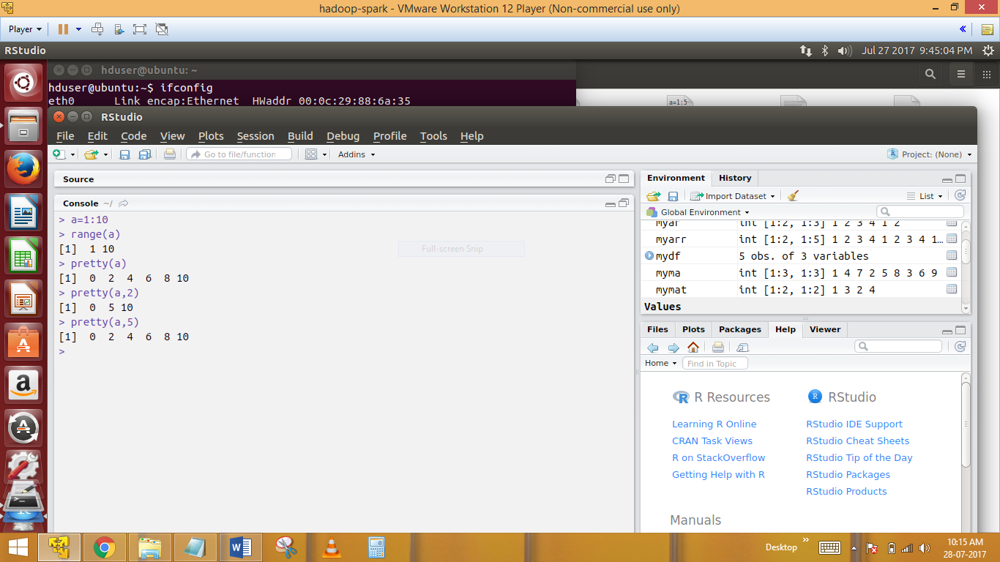 hadoop-spark - VMware Workstation 12 Player (Non-commercial use only)
Player
RStudio
Jul 27 2017 9:45:04 PM
hduser@ubuntu: ~
hduser@ubuntu:~$ ifconfig
eth0 Link encap:Ethernet HWaddr 00:0c:29:88:6a:35
a=1:5
RStudio
File Edit Code View Plots Session Build Debug Profile Tools Help
Go to file/function
Addins
Project: (None)
Source
Console ~/
> a=1:10
> range(a)
[1] 1 10
> pretty(a)
[1] 0 2 4 6 8 10
> pretty(a,2)
[1] 0 5 10
> pretty(a,5)
[1] 0 2 4 6 8 10
>
Full-screen Snip
Environment History
Import Dataset List
Global Environment
myar int [1:2, 1:3] 1 2 3 4 1 2
myarr int [1:2, 1:5] 1 2 3 4 1 2 3 4 1…
mydf 5 obs. of 3 variables
myma int [1:3, 1:3] 1 4 7 2 5 8 3 6 9
mymat int [1:2, 1:2] 1 3 2 4
Values
Files Plots Packages Help Viewer
Home Find in Topic
R Resources
Learning R Online
CRAN Task Views
R on StackOverflow
Getting Help with R
RStudio
RStudio IDE Support
RStudio Cheat Sheets
RStudio Tip of the Day
RStudio Packages
RStudio Products
Manuals
Desktop
10:15 AM
28-07-2017